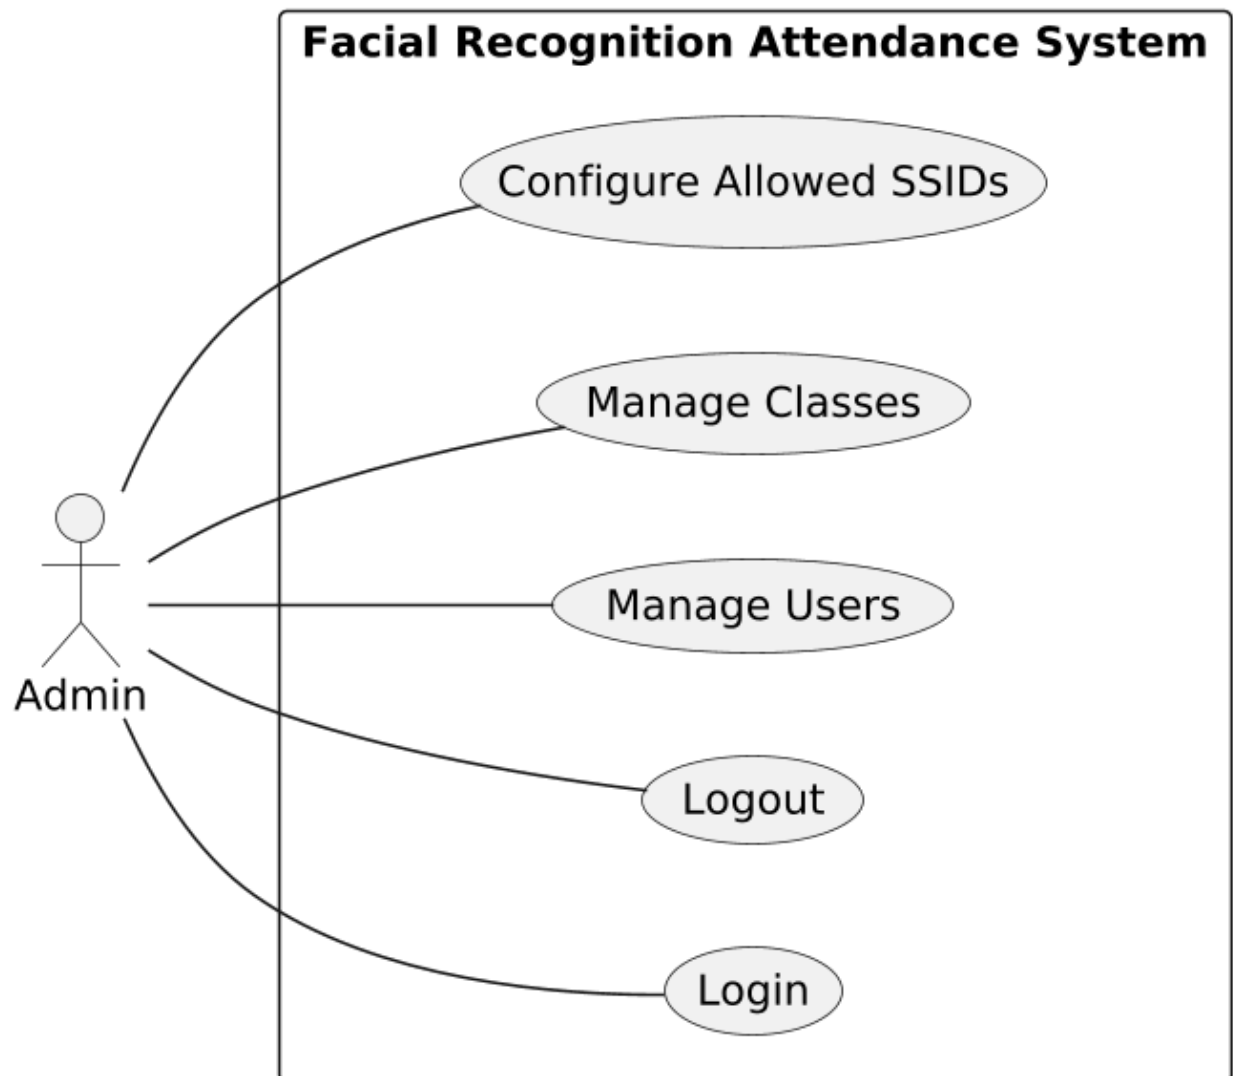 Facial Recognition Attendance System
Configure Allowed SSIDs
Manage Classes
Manage Users
Admin
Logout
Login